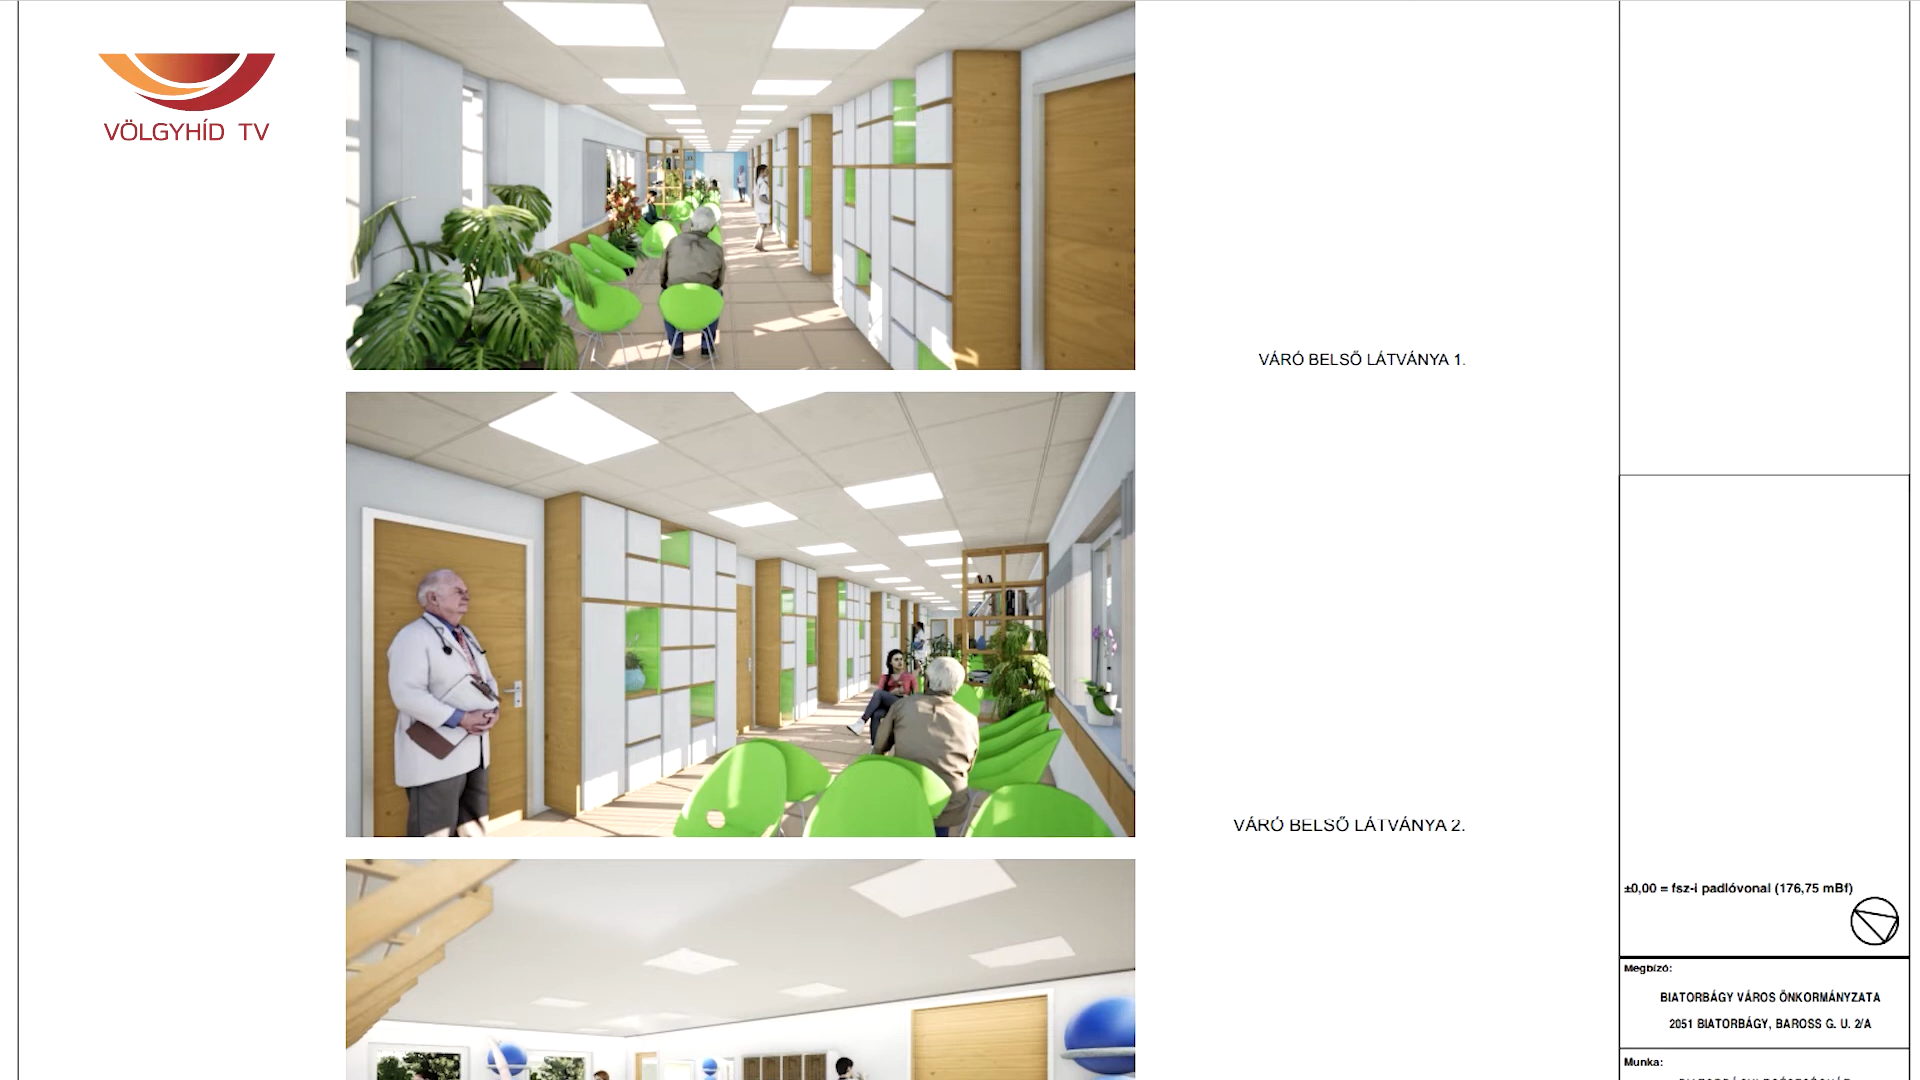 VÖLGYHÍD TV
VÁRÓ BELSŐ LÁTVÁNYA 1.
VÁRÓ BELSŐ LÁTVÁNYA 2.
±0,00 = fsz-i padlóvonal (176,75 mBf)
Megbízó:
BIATORBÁGY VÁROS ÖNKORMÁNYZATA
2051 BIATORBÁGY, BAROSS G. U. 2/A
Munka: